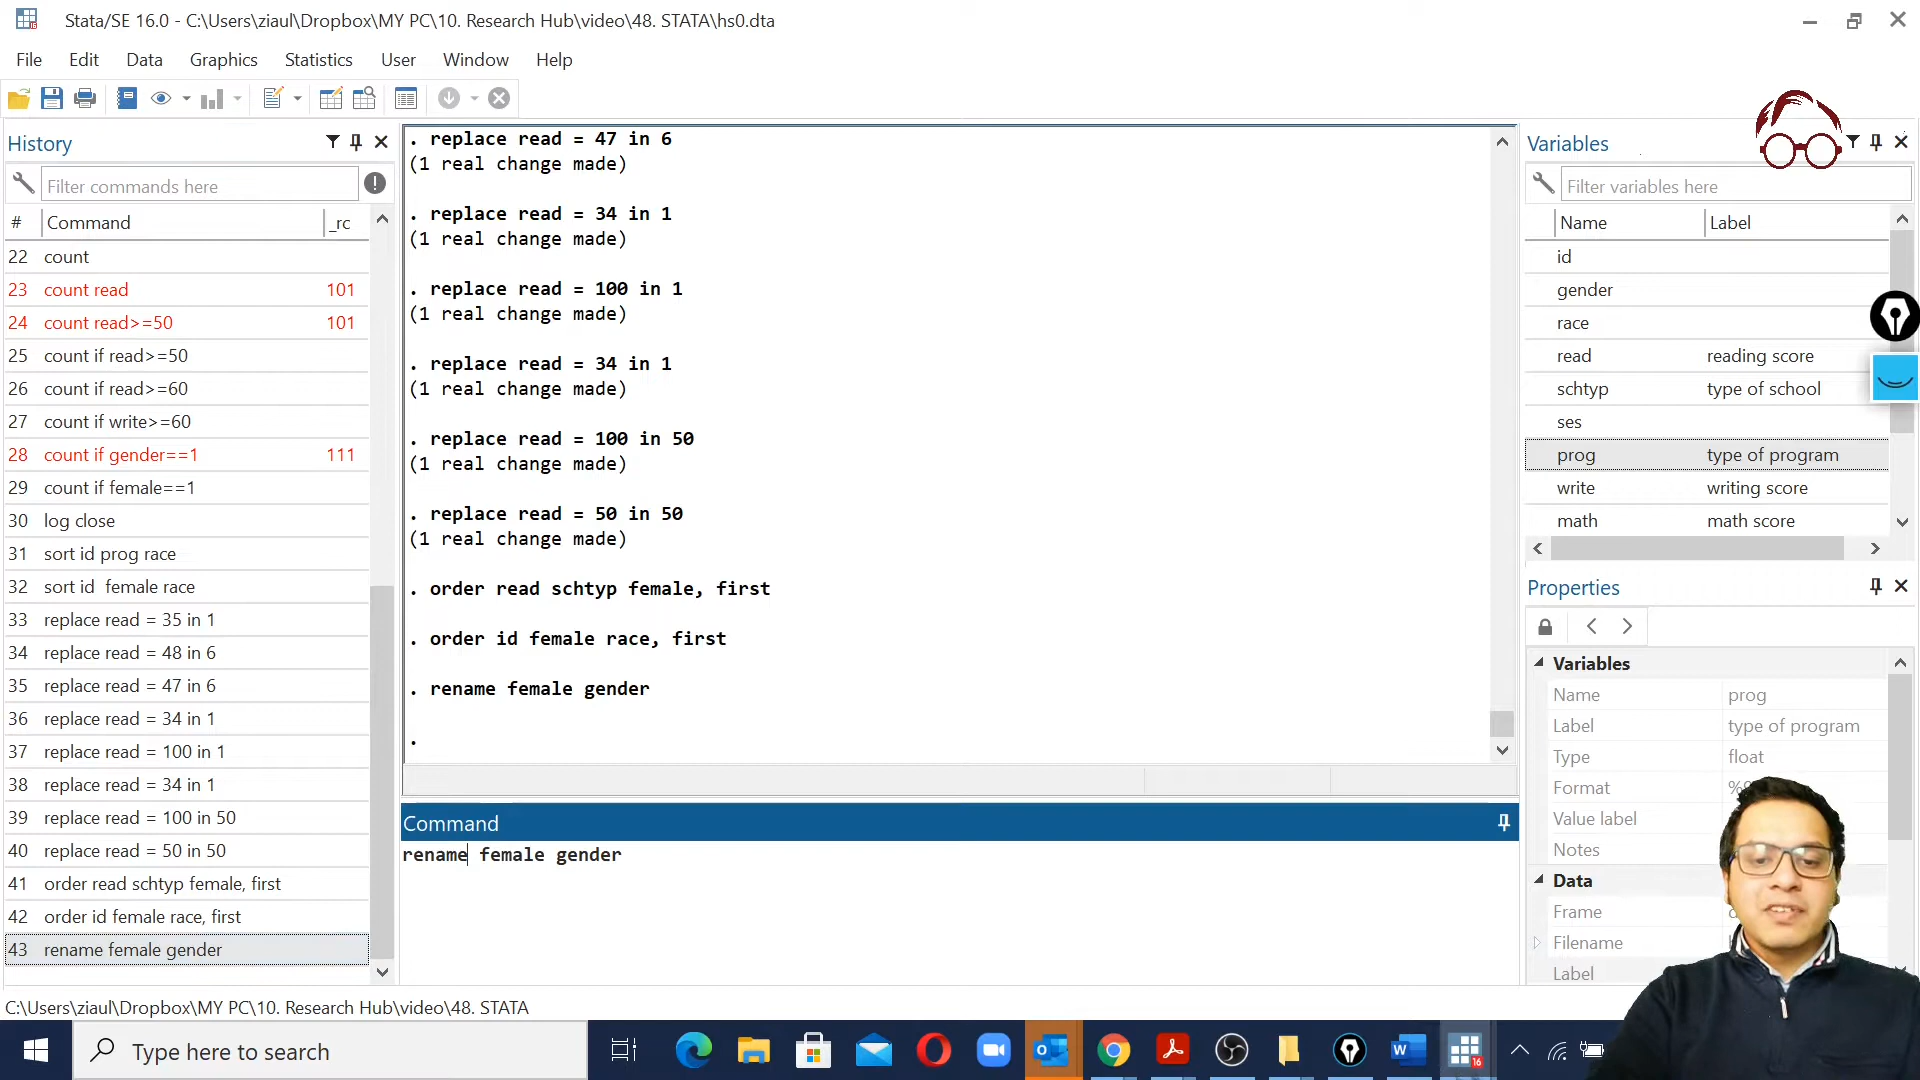 Stata/SE 16.0 - C:\Users\ziaul\Dropbox\MY PC\10. Research Hub\video\48. STATA\hs0.dta
File Edit Data Graphics Statistics User Window Help
History
Filter commands here
# Command _rc
22 count
23 count read 101
24 count read>=50 101
25 count if read>=50
26 count if read>=60
27 count if write>=60
28 count if gender==1 111
29 count if female==1
30 log close
31 sort id prog race
32 sort id  female race
33 replace read = 35 in 1
34 replace read = 48 in 6
35 replace read = 47 in 6
36 replace read = 34 in 1
37 replace read = 100 in 1
38 replace read = 34 in 1
39 replace read = 100 in 50
40 replace read = 50 in 50
41 order read schtyp female, first
42 order id female race, first
43 rename female gender
. replace read = 47 in 6
(1 real change made)
. replace read = 34 in 1
(1 real change made)
. replace read = 100 in 1
(1 real change made)
. replace read = 34 in 1
(1 real change made)
. replace read = 100 in 50
(1 real change made)
. replace read = 50 in 50
(1 real change made)
. order read schtyp female, first
. order id female race, first
. rename female gender
.
Command
rename female gender
Variables
Filter variables here
Name Label
id
gender
race
read reading score
schtyp type of school
ses
prog type of program
write writing score
math math score
Properties
Variables
Name prog
Label type of program
Type float
Format
Value label
Notes
Data
Frame
Filename
Label
C:\Users\ziaul\Dropbox\MY PC\10. Research Hub\video\48. STATA
Type here to search
16